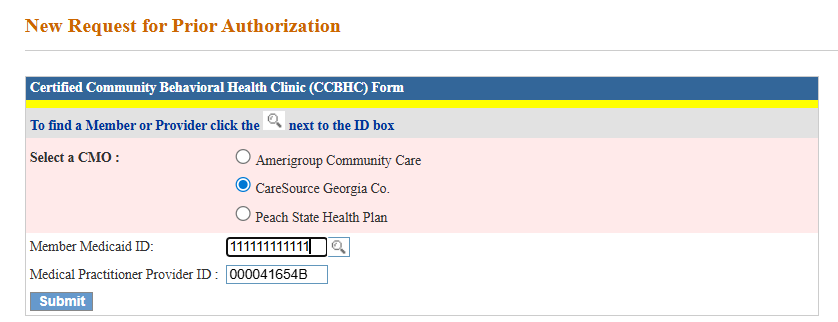 New Request for Prior Authorization
Certified Community Behavioral Health Clinic (CCBHC) Form
To find a Member or Provider click the next to the ID box
Select a CMO :
Amerigroup Community Care
CareSource Georgia Co.
Peach State Health Plan
Member Medicaid ID: 111111111111
Medical Practitioner Provider ID : 000041654B
Submit